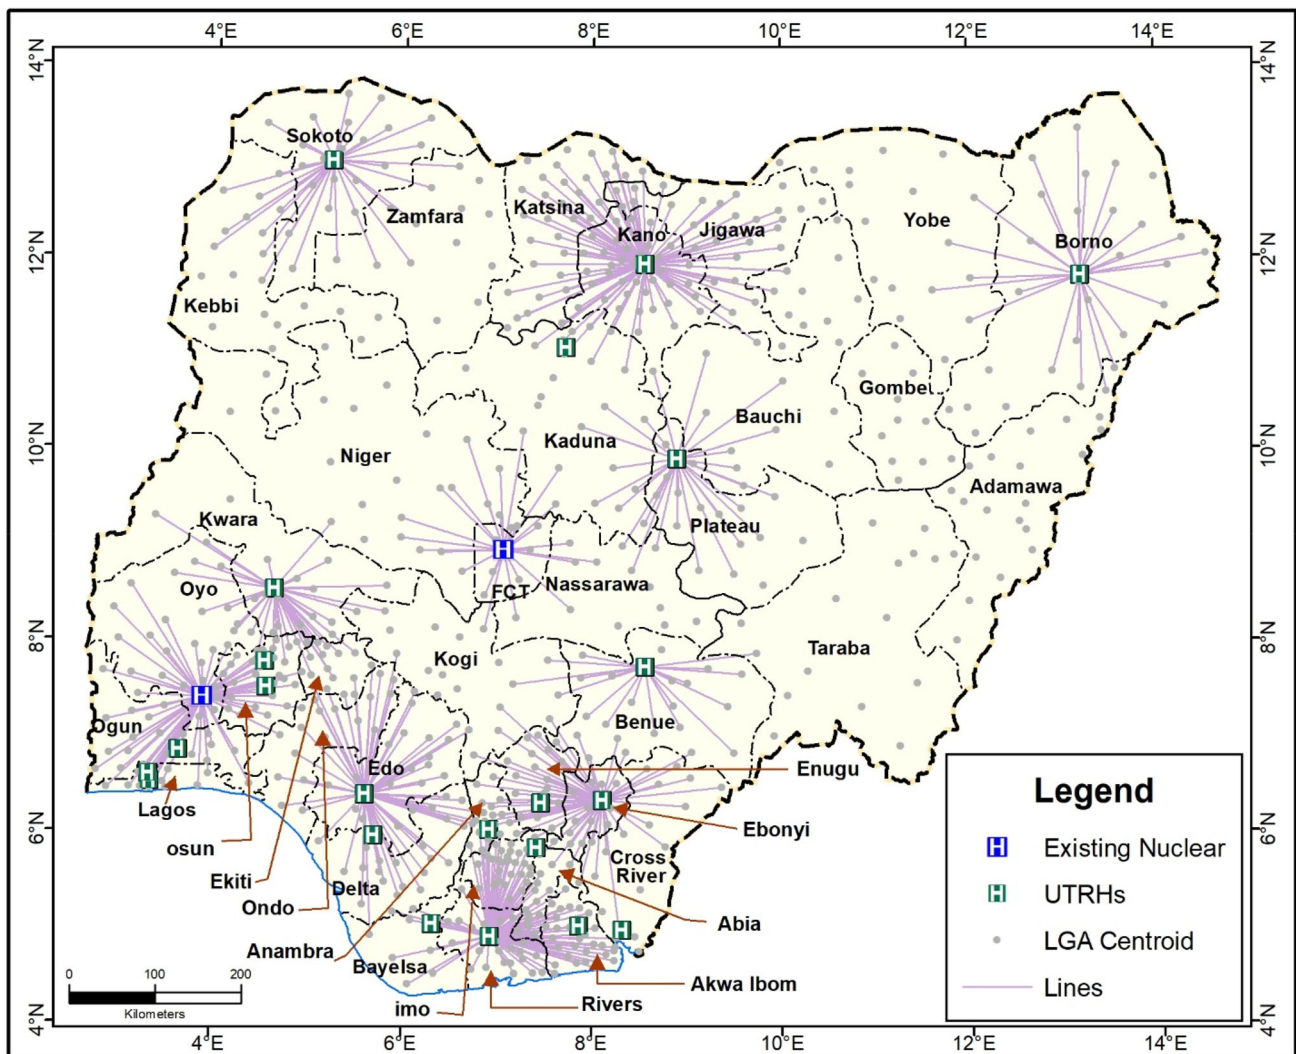 4°E 6°E 8°E 10°E 12°E 14°E
14°N
14°N
Sokoto
Zamfara
Katsina
Kano
Jigawa
Yobe
Borno
12°N
12°N
Kebbi
Gombe
Bauchi
Kaduna
10°N
10°N
Niger
Adamawa
Kwara
Plateau
Oyo
FCT
Nassarawa
8°N
8°N
Kogi
Taraba
Ogun
Benue
Edo
Enugu
Lagos
6°N
6°N
Ebonyi
osun
Cross
River
Ekiti
Delta
Ondo
Abia
Anambra
Bayelsa
Akwa Ibom
imo
Rivers
0 100 200
Kilometers
4°N
4°N
4°E 6°E 8°E 10°E 12°E 14°E
Legend
H Existing Nuclear
H UTRHs
LGA Centroid
Lines